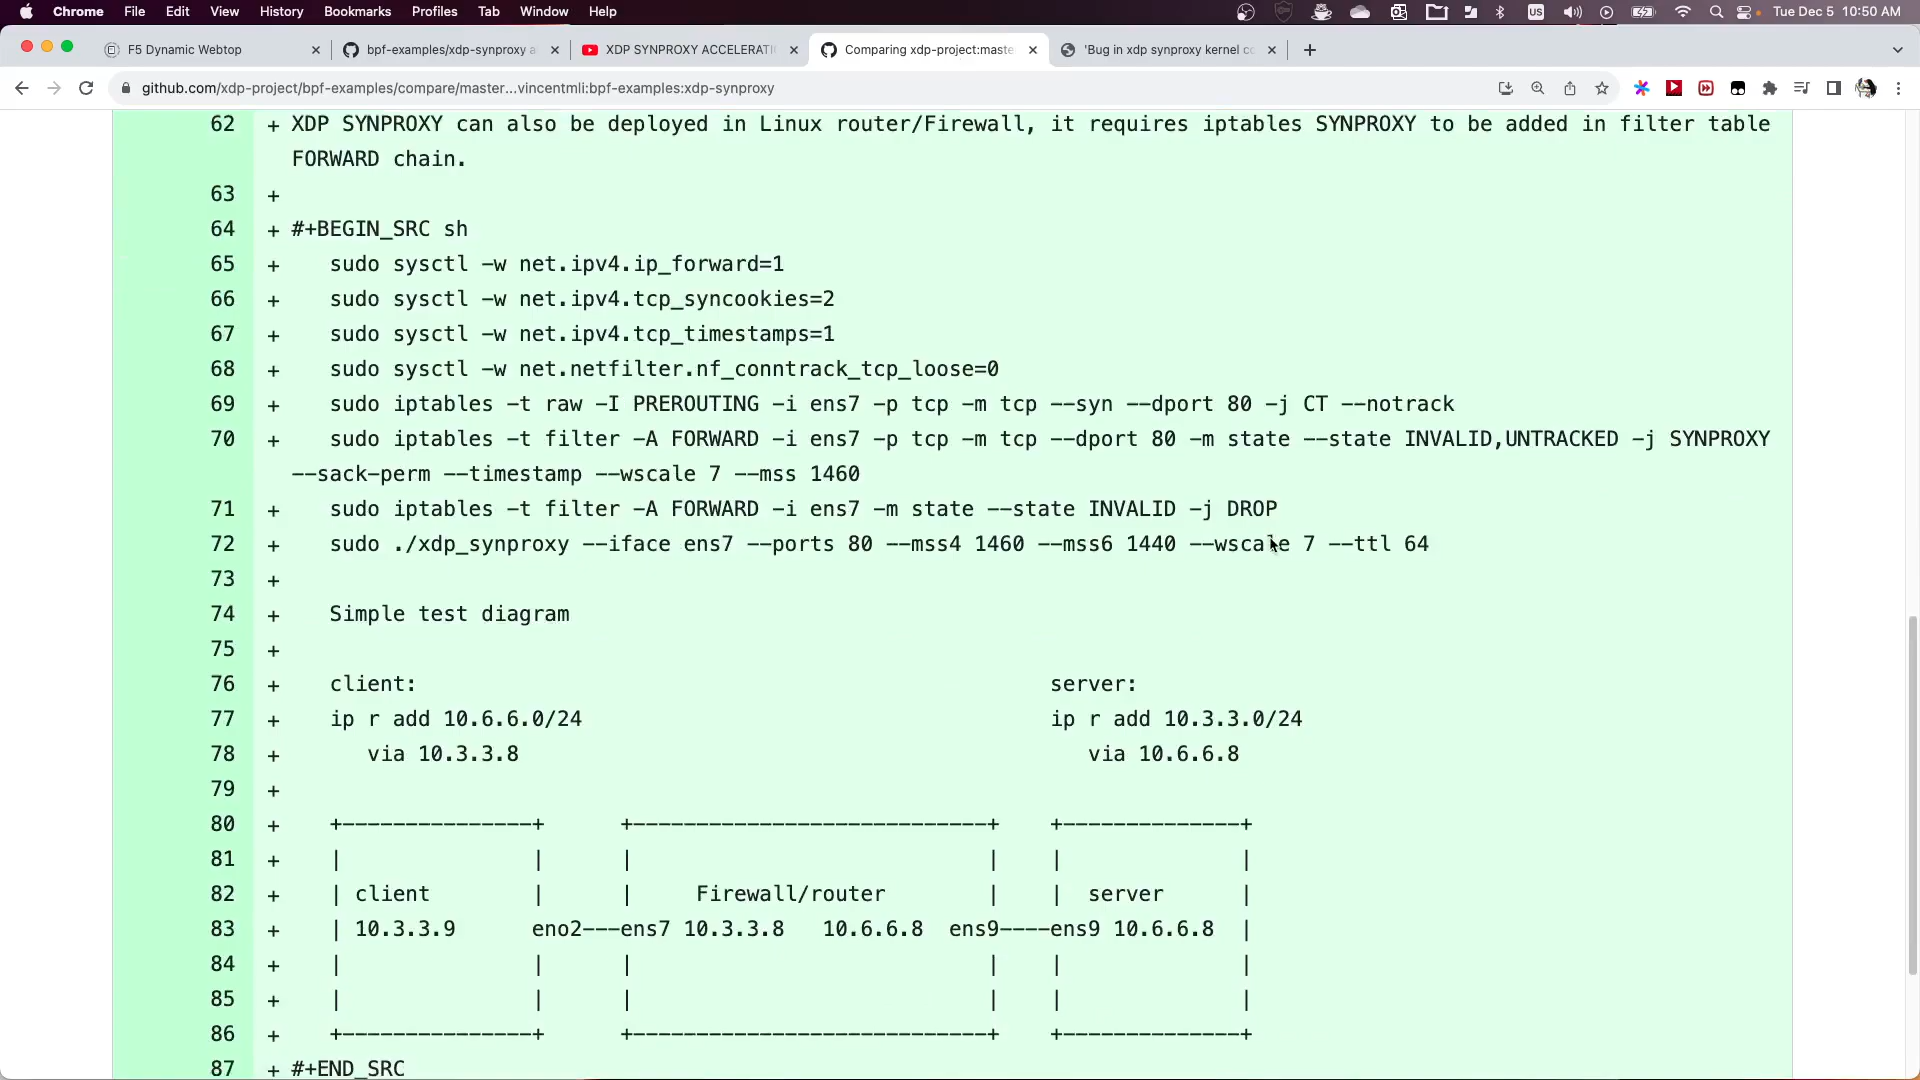 Chrome File Edit View History Bookmarks Profiles Tab Window Help US Tue Dec 5 10:50 AM
F5 Dynamic Webtop bpf-examples/xdp-synproxy a XDP SYNPROXY ACCELERATI Comparing xdp-project:maste 'Bug in xdp synproxy kernel co
github.com/xdp-project/bpf-examples/compare/master...vincentmli:bpf-examples:xdp-synproxy
62 + XDP SYNPROXY can also be deployed in Linux router/Firewall, it requires iptables SYNPROXY to be added in filter table
FORWARD chain.
63 +
64 + #+BEGIN_SRC sh
65 + sudo sysctl -w net.ipv4.ip_forward=1
66 + sudo sysctl -w net.ipv4.tcp_syncookies=2
67 + sudo sysctl -w net.ipv4.tcp_timestamps=1
68 + sudo sysctl -w net.netfilter.nf_conntrack_tcp_loose=0
69 + sudo iptables -t raw -I PREROUTING -i ens7 -p tcp -m tcp --syn --dport 80 -j CT --notrack
70 + sudo iptables -t filter -A FORWARD -i ens7 -p tcp -m tcp --dport 80 -m state --state INVALID,UNTRACKED -j SYNPROXY
--sack-perm --timestamp --wscale 7 --mss 1460
71 + sudo iptables -t filter -A FORWARD -i ens7 -m state --state INVALID -j DROP
72 + sudo ./xdp_synproxy --iface ens7 --ports 80 --mss4 1460 --mss6 1440 --wscale 7 --ttl 64
73 +
74 + Simple test diagram
75 +
76 + client: server:
77 + ip r add 10.6.6.0/24 ip r add 10.3.3.0/24
78 + via 10.3.3.8 via 10.6.6.8
79 +
80 + +---------------+ +----------------------------+ +-------------+
81 + | | | | | |
82 + | client | | Firewall/router | | server |
83 + | 10.3.3.9 eno2---ens7 10.3.3.8 10.6.6.8 ens9----ens9 10.6.6.8 |
84 + | | | | | |
85 + | | | | | |
86 + +---------------+ +----------------------------+ +-------------+
87 + #+END_SRC